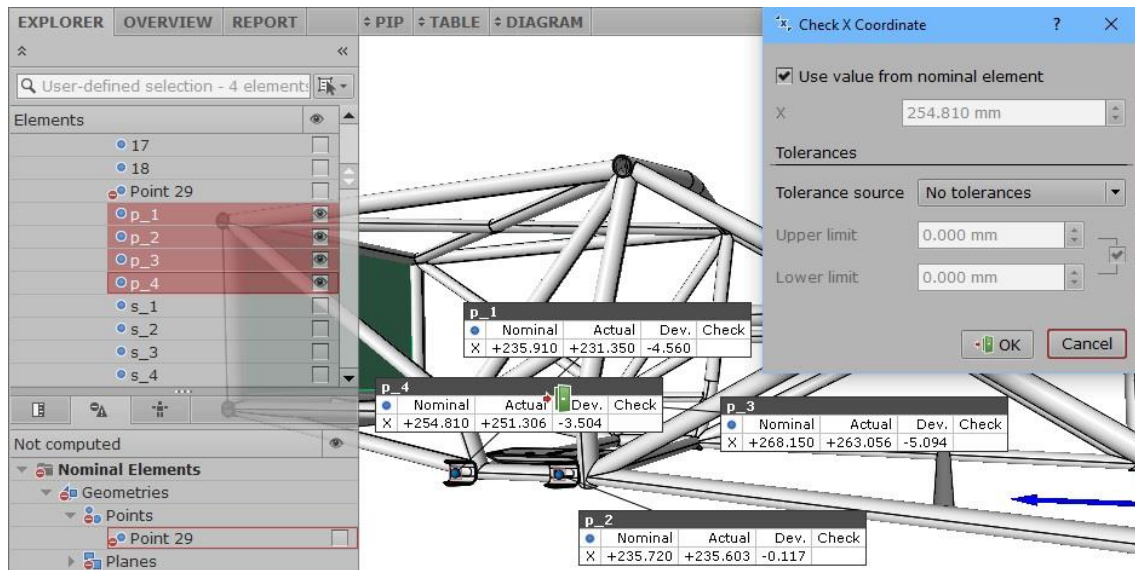 EXPLORER OVERVIEW REPORT PIP TABLE DIAGRAM
User-defined selection - 4 elements
Elements
17
18
Point 29
p_1
p_2
p_3
p_4
s_1
s_2
s_3
s_4
Not computed
Nominal Elements
Geometries
Points
Point 29
Planes
p_1
Nominal Actual Dev. Check
X +235.910 +231.350 -4.560
p_4
Nominal Actual Dev. Check
X +254.810 +251.306 -3.504
p_3
Nominal Actual Dev. Check
X +268.150 +263.056 -5.094
p_2
Nominal Actual Dev. Check
X +235.720 +235.603 -0.117
Check X Coordinate ?
Use value from nominal element
X 254.810 mm
Tolerances
Tolerance source No tolerances
Upper limit 0.000 mm
Lower limit 0.000 mm
OK Cancel